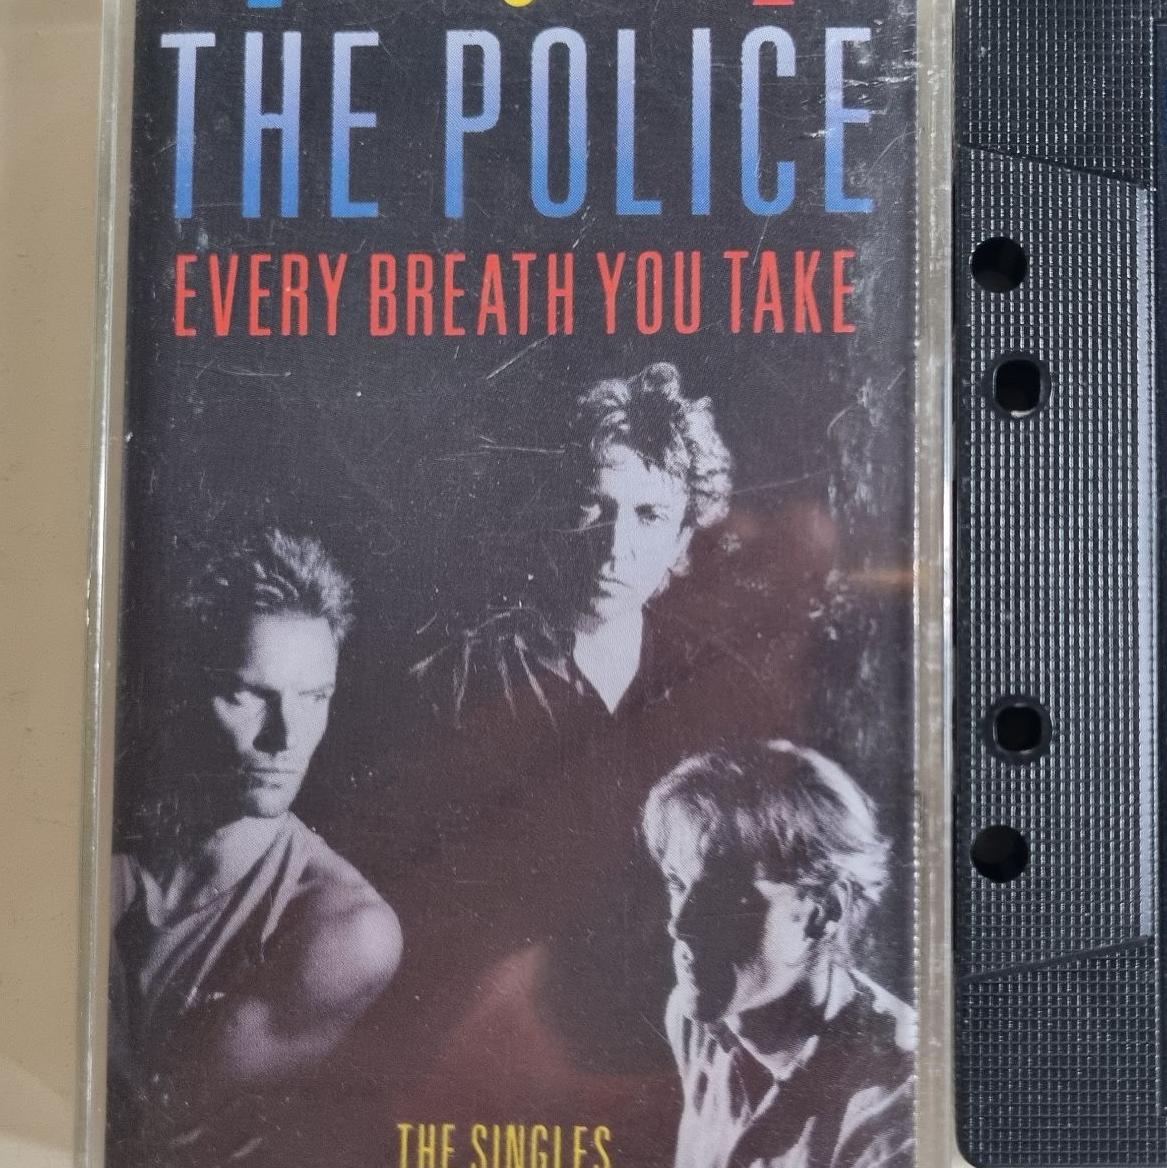 THE POLICE
EVERY BREATH YOU TAKE
THE SINGLES